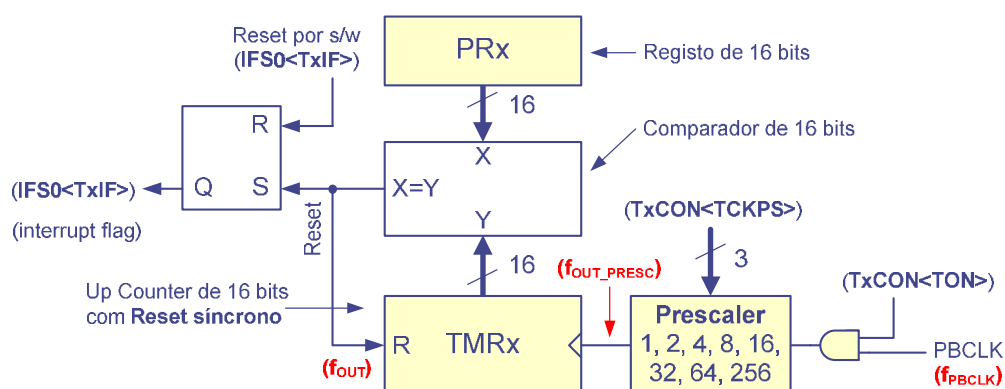 Reset por s/w
(IFS0<TxIF>)
PRx
Registo de 16 bits
16
Comparador de 16 bits
R
X
(IFS0<TxIF>)
Q
S
X=Y
(interrupt flag)
Reset
Y
(TxCON<TCKPS>)
16
(fOUT_PRESC)
3
(TxCON<TON>)
Up Counter de 16 bits
com Reset síncrono
R
TMRx
(fOUT)
Prescaler
1, 2, 4, 8, 16,
32, 64, 256
PBCLK
(fPBCLK)